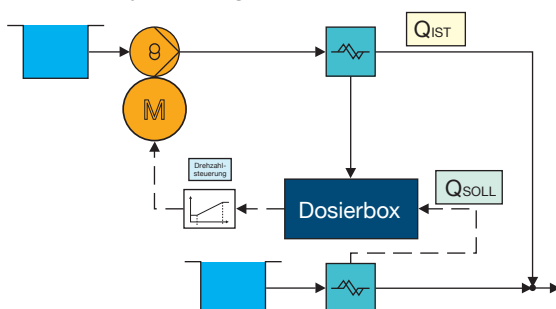 QIST
M
Drehzahl-
steuerung
QSOLL
Dosierbox